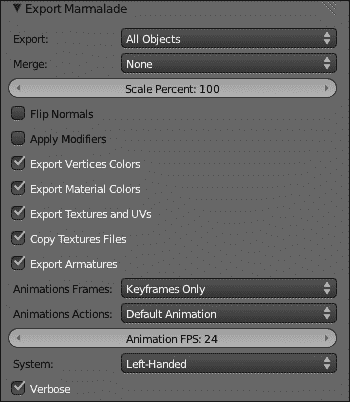 Export Marmalade
Export: All Objects
Merge: None
Scale Percent: 100
Flip Normals
Apply Modifiers
Export Vertices Colors
Export Material Colors
Export Textures and UVs
Copy Textures Files
Export Armatures
Animations Frames: Keyframes Only
Animations Actions: Default Animation
Animation FPS: 24
System: Left-Handed
Verbose